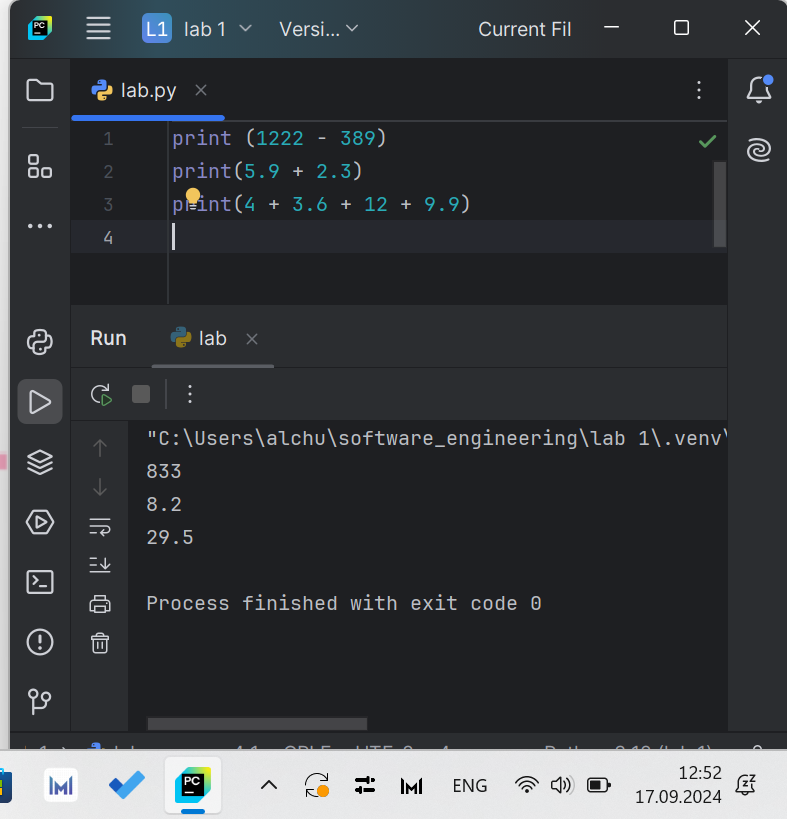 PC L1 lab 1 Versi... Current Fil
lab.py
1 print (1222 - 389)
2 print(5.9 + 2.3)
3 print(4 + 3.6 + 12 + 9.9)
4
Run lab
"C:\Users\alchu\software_engineering\lab 1\.venv\
833
8.2
29.5
Process finished with exit code 0
PC ENG 12:52
17.09.2024